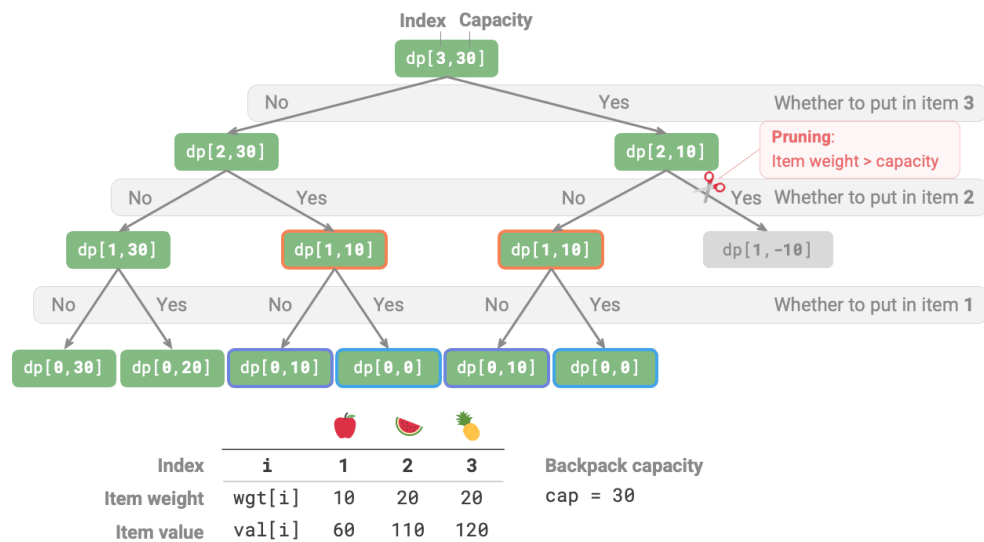 Index Capacity
dp[3,30]
No Yes Whether to put in item 3
Pruning:
Item weight > capacity
dp[2,30] dp[2,10]
No Yes No Yes Whether to put in item 2
dp[1,30] dp[1,10] dp[1,10] dp[1,-10]
No Yes No Yes No Yes Whether to put in item 1
dp[0,30] dp[0,20] dp[0,10] dp[0,0] dp[0,10] dp[0,0]
Index i 1 2 3 Backpack capacity
Item weight wgt[i] 10 20 20 cap = 30
Item value val[i] 60 110 120